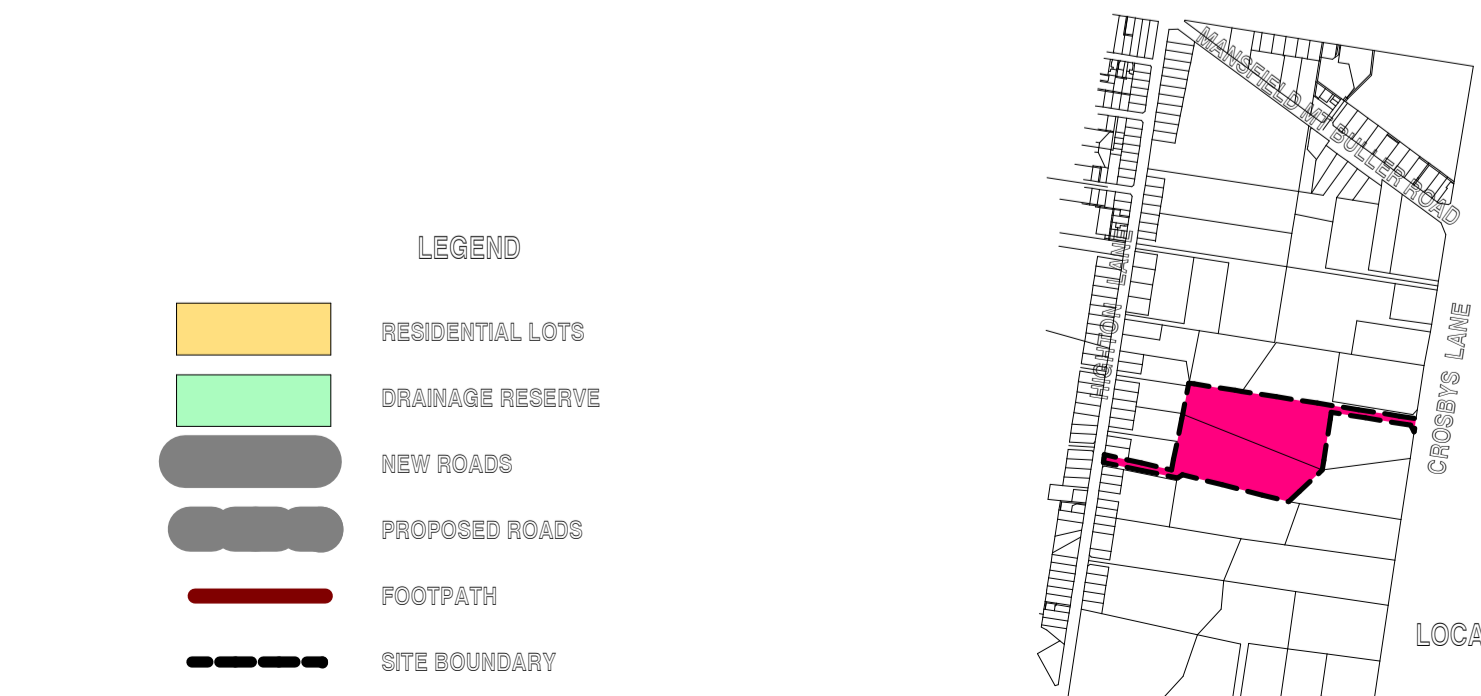 LEGEND
RESIDENTIAL LOTS
DRAINAGE RESERVE
NEW ROADS
PROPOSED ROADS
FOOTPATH
SITE BOUNDARY
MANSFIELD MT BULLER ROAD
HIGHTON LANE
CROSBYS LANE
LOCA